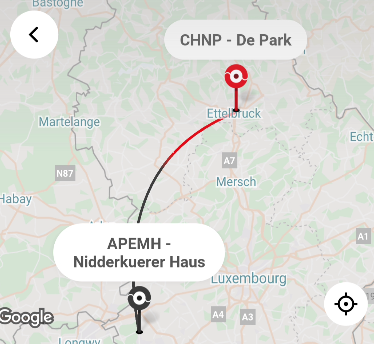 Bastogne
CHNP - De Park
Martelange
Ettelbruck
Echt
A7
N87
Mersch
Habay
APEMH -
Nidderkuerer Haus
A1
Luxembourg
A4
A3
Google
Longwy